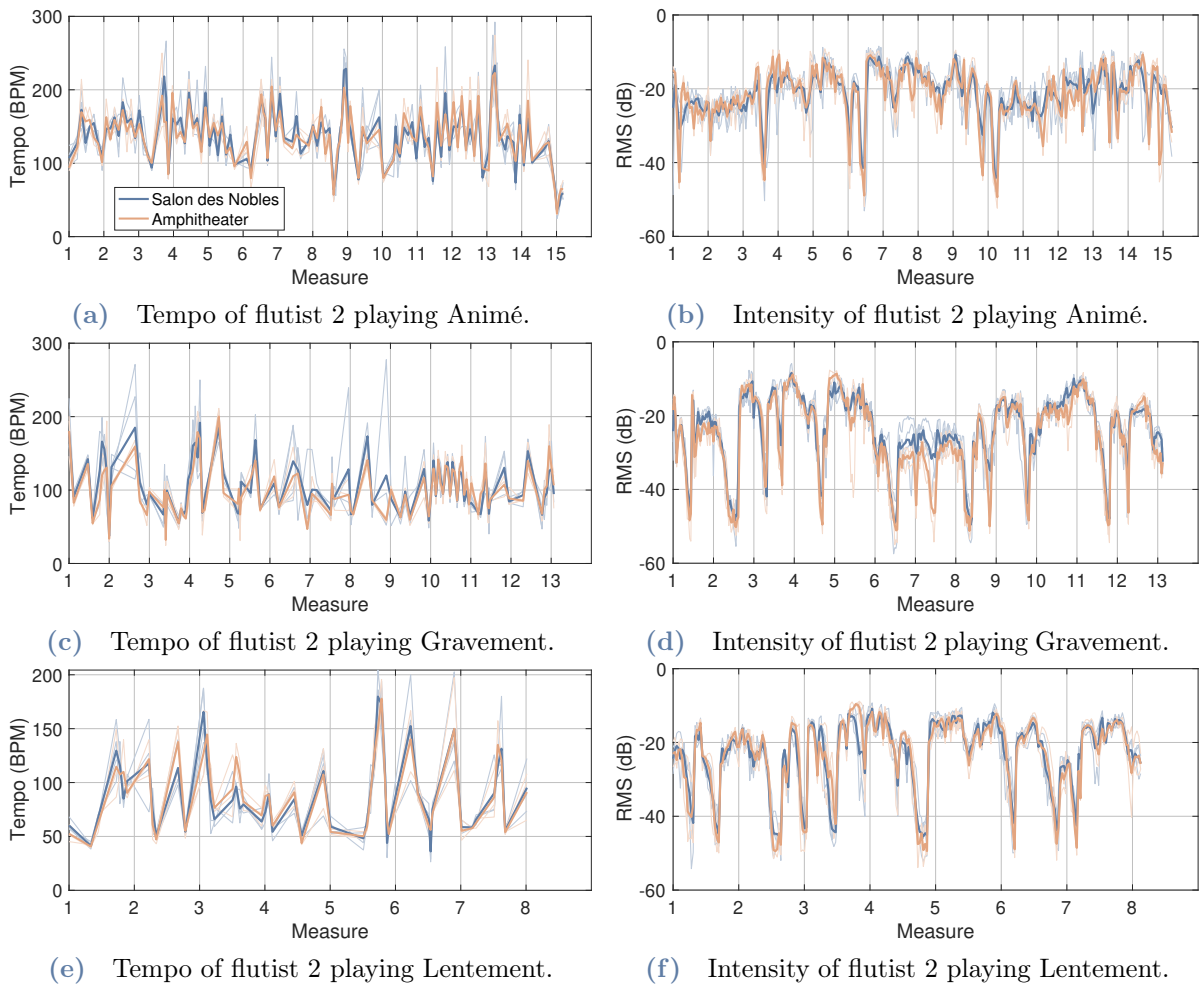 300
200
100
0
Tempo (BPM)
Salon des Nobles
Amphitheater
1 2 3 4 5 6 7 8 9 10 11 12 13 14 15
Measure
(a) Tempo of flutist 2 playing Animé.
0
-20
-40
-60
RMS (dB)
1 2 3 4 5 6 7 8 9 10 11 12 13 14 15
Measure
(b) Intensity of flutist 2 playing Animé.
300
200
100
0
Tempo (BPM)
1 2 3 4 5 6 7 8 9 10 11 12 13
Measure
(c) Tempo of flutist 2 playing Gravement.
0
-20
-40
-60
RMS (dB)
1 2 3 4 5 6 7 8 9 10 11 12 13
Measure
(d) Intensity of flutist 2 playing Gravement.
200
150
100
50
0
Tempo (BPM)
1 2 3 4 5 6 7 8
Measure
(e) Tempo of flutist 2 playing Lentement.
0
-20
-40
-60
RMS (dB)
1 2 3 4 5 6 7 8
Measure
(f) Intensity of flutist 2 playing Lentement.